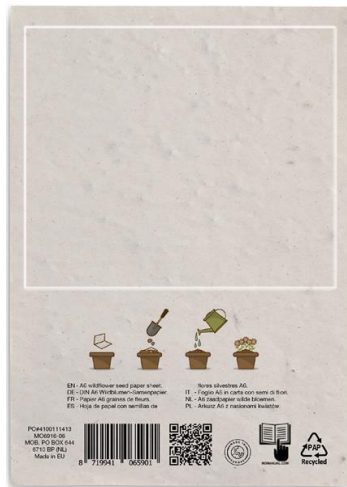 EN - A6 wildflower seed paper sheet.
DE - DIN A6 Wildblumen-Samenpapier.
FR - Papier A6 graines de fleurs.
ES - Hoja de papel con semillas de
flores silvestres A6.
IT - Foglio A6 in carta con semi di fiori.
NL - A6 zaadpapier wilde bloemen.
PL - Arkusz A6 z nasionami kwiatów.
PO#4100111413
MO6916-06
MOB, PO BOX 644
6710 BP (NL)
Made in EU
8 719941 065901
MOMANUAL.COM
PAP
Recycled